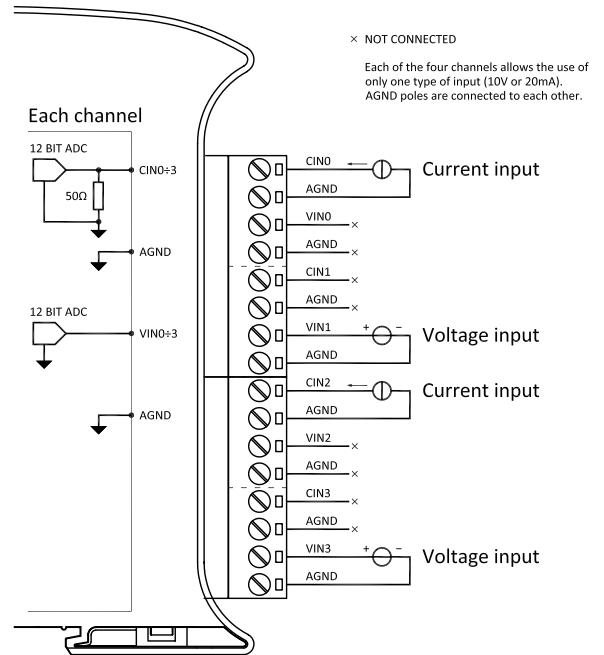 × NOT CONNECTED
Each of the four channels allows the use of
only one type of input (10V or 20mA).
AGND poles are connected to each other.
Each channel
12 BIT ADC
CIN0÷3
50Ω
AGND
12 BIT ADC
VIN0÷3
AGND
CIN0
Current input
AGND
VIN0
×
AGND
×
CIN1
×
AGND
×
VIN1
+ −
Voltage input
AGND
CIN2
Current input
AGND
VIN2
×
AGND
×
CIN3
×
AGND
×
VIN3
+ −
Voltage input
AGND